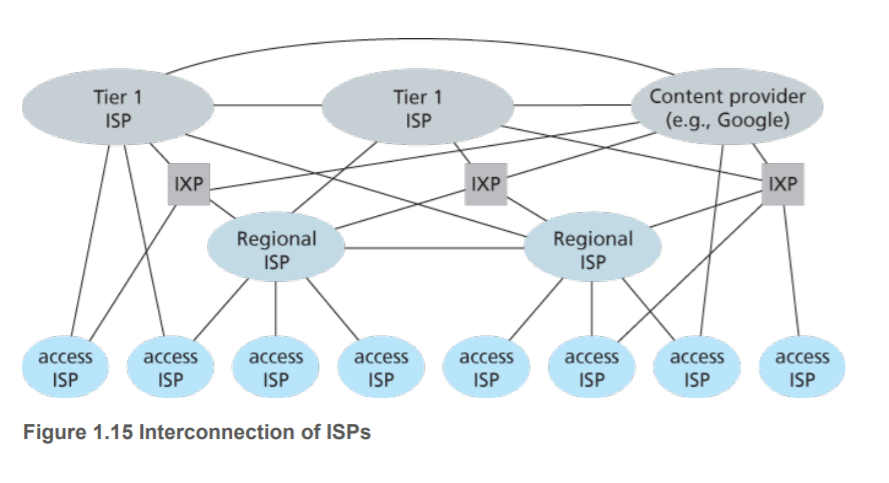 Tier 1
ISP
Tier 1
ISP
Content provider
(e.g., Google)
IXP
IXP
IXP
Regional
ISP
Regional
ISP
access
ISP
access
ISP
access
ISP
access
ISP
access
ISP
access
ISP
access
ISP
access
ISP
Figure 1.15 Interconnection of ISPs